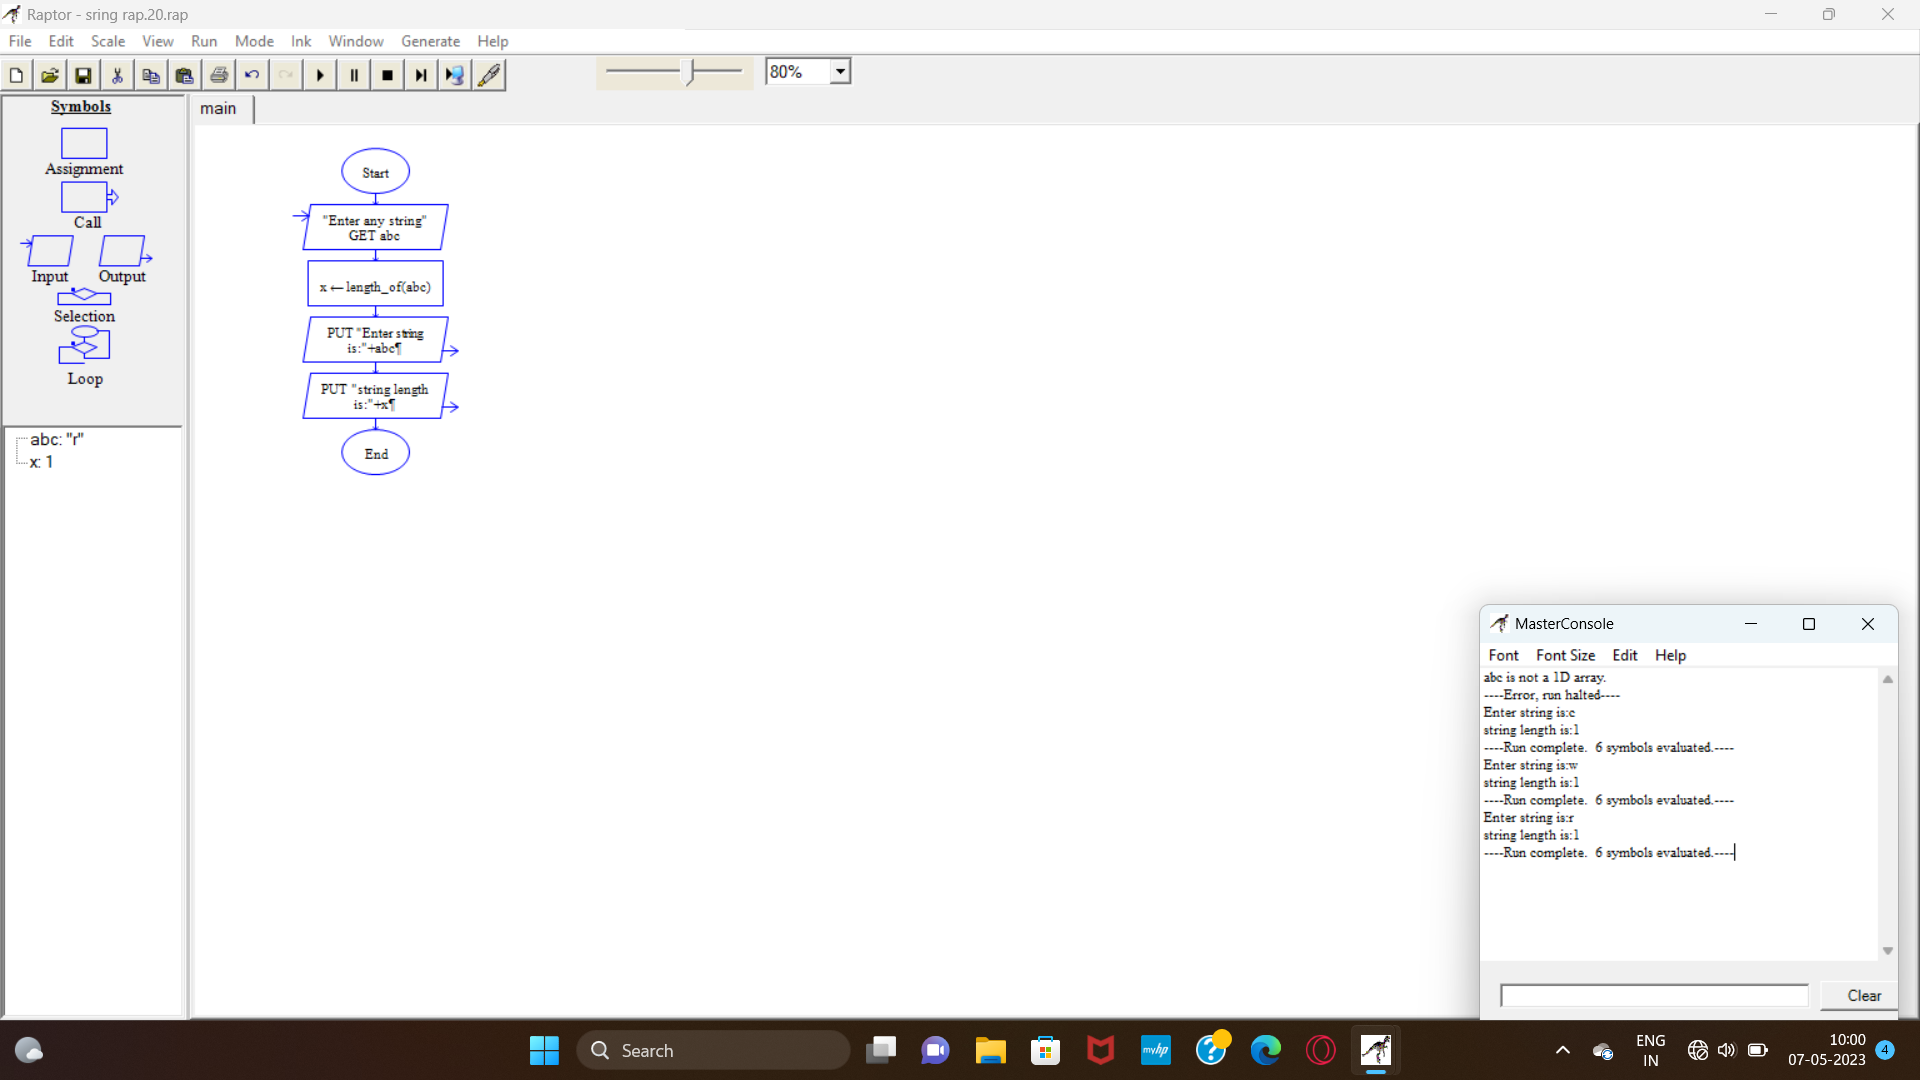 Raptor - sring rap.20.rap
File Edit Scale View Run Mode Ink Window Generate Help
80%
Symbols
Assignment
Call
Input Output
Selection
Loop
abc: "r"
x: 1
main
Start
"Enter any string"
GET abc
x ← length_of(abc)
PUT "Enter string
is:"+abc¶
PUT "string length
is:"+x¶
End
MasterConsole
Font Font Size Edit Help
abc is not a 1D array.
----Error, run halted----
Enter string is:c
string length is:1
----Run complete.  6 symbols evaluated.----
Enter string is:w
string length is:1
----Run complete.  6 symbols evaluated.----
Enter string is:r
string length is:1
----Run complete.  6 symbols evaluated.----
Clear
Search
myhp
?
ENG
IN
10:00
07-05-2023
4